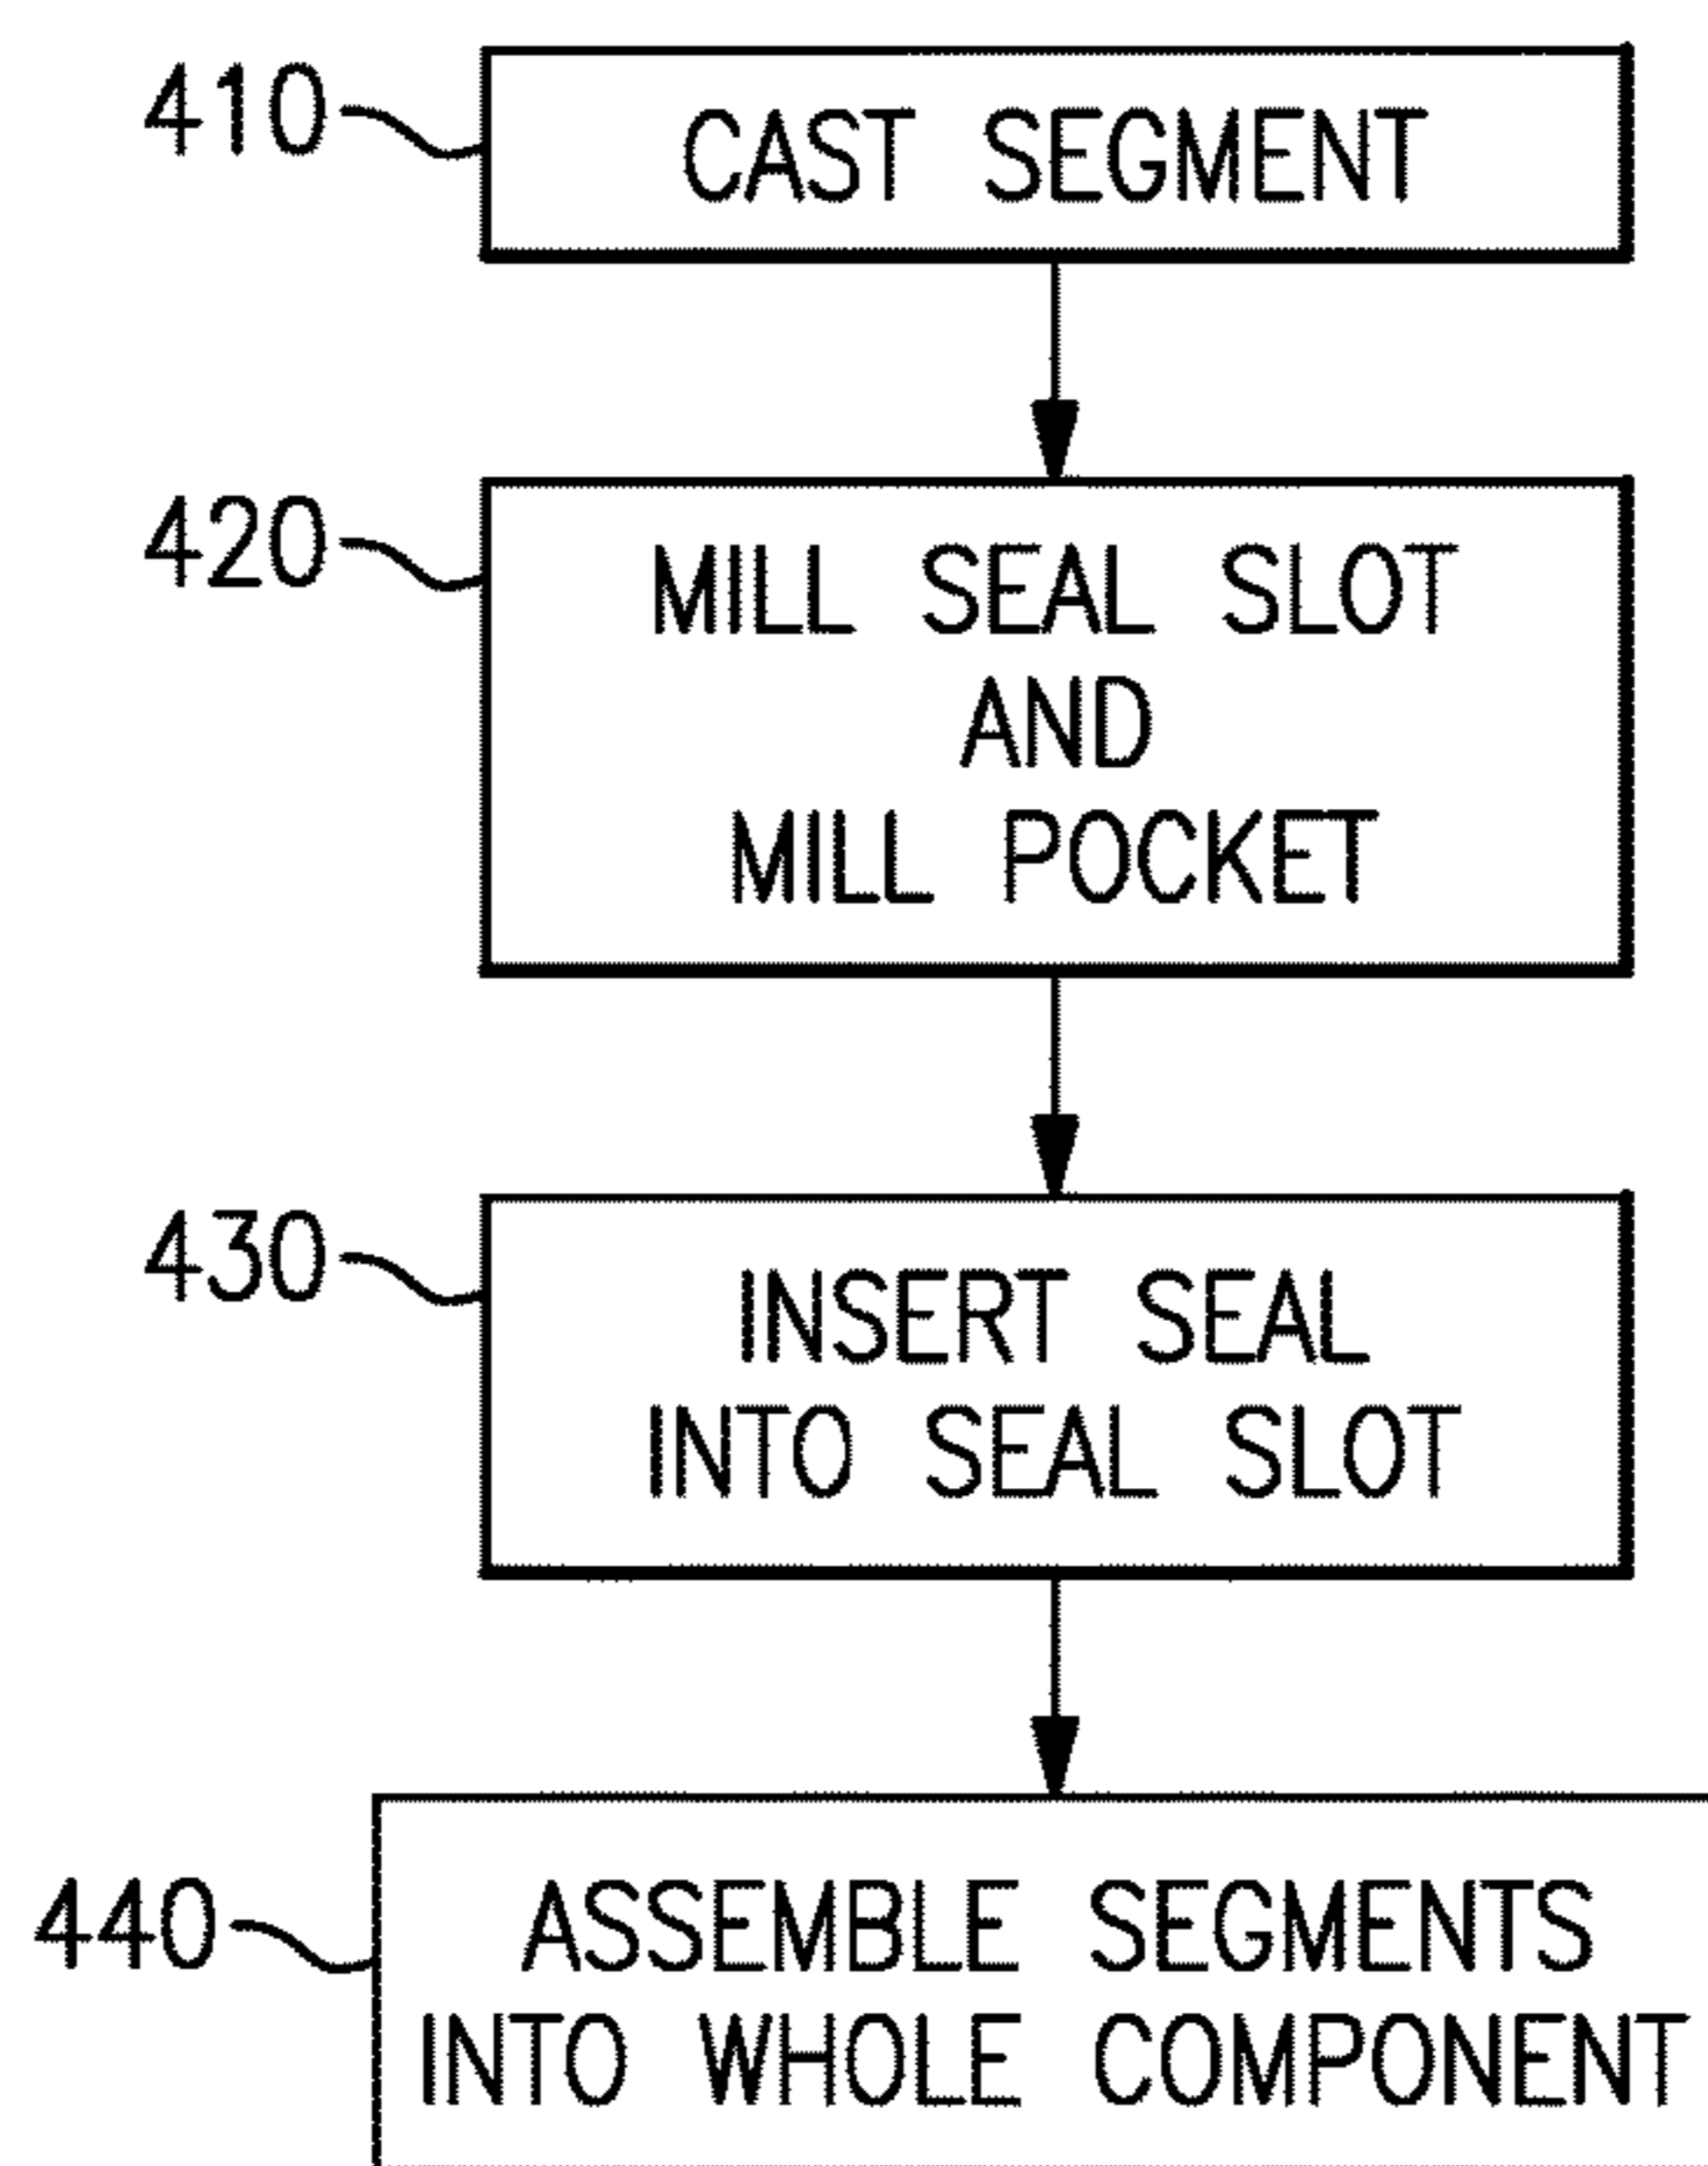 410
CAST SEGMENT
420
MILL SEAL SLOT
AND
MILL POCKET
430
INSERT SEAL
INTO SEAL SLOT
440
ASSEMBLE SEGMENTS
INTO WHOLE COMPONENT